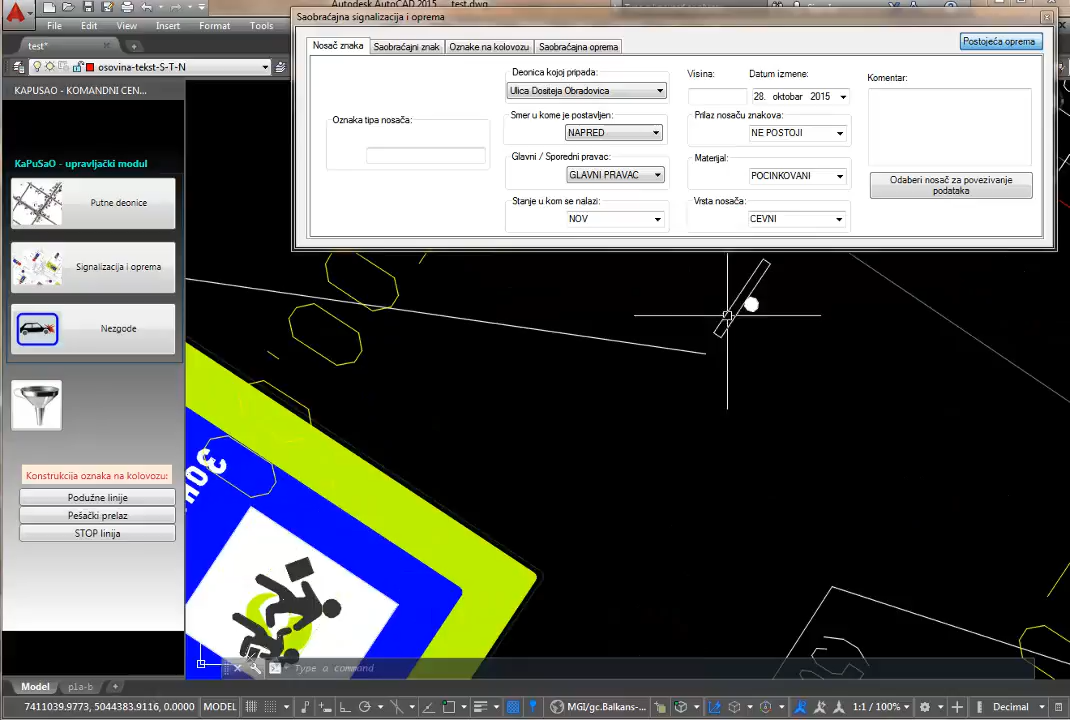 Autodesk AutoCAD 2015 test.dwg
File Edit View Insert Format Tools
test*
osovina-tekst-S-T-N
KAPUSAO - KOMANDNI CEN...
KaPuSaO - upravljački modul
Putne deonice
Signalizacija i oprema
Nezgode
Konstrukcija oznaka na kolovozu:
Podužne linije
Pešački prelaz
STOP linija
Saobraćajna signalizacija i oprema
Nosač znaka Saobraćajni znak Oznake na kolovozu Saobraćajna oprema
Postojeća oprema
Oznaka tipa nosača:
Deonica kojoj pripada:
Ulica Dositeja Obradovica
Smer u kome je postavljen:
NAPRED
Glavni / Sporedni pravac:
GLAVNI PRAVAC
Stanje u kom se nalazi:
NOV
Visina:
Datum izmene:
28. oktobar 2015
Prilaz nosaču znakova:
NE POSTOJI
Materijal:
POCINKOVANI
Vrsta nosača:
CEVNI
Komentar:
Odaberi nosač za povezivanje
podataka
ЗОН
Type a command
Model pla-b
7411039.9773, 5044383.9116, 0.0000 MODEL
MGI/gc.Balkans-...
1:1 / 100%
Decimal